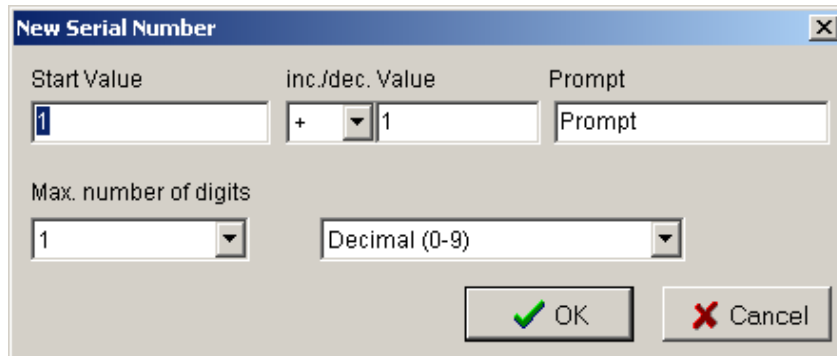 New Serial Number
Start Value inc./dec. Value Prompt
1 + 1 Prompt
Max. number of digits
1 Decimal (0-9)
OK Cancel